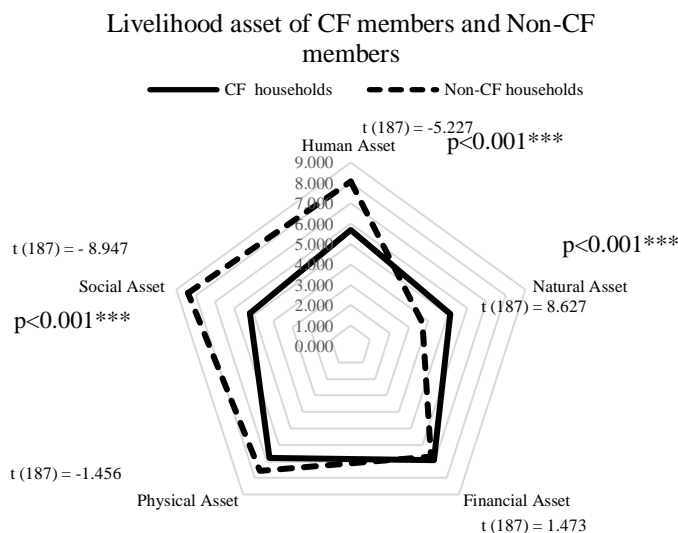 Livelihood asset of CF members and Non-CF
members
CF households
Non-CF households
t (187) = -5.227
p<0.001***
Human Asset
9.000
8.000
7.000
6.000
5.000
4.000
3.000
2.000
1.000
0.000
t (187) = - 8.947
Social Asset
p<0.001***
p<0.001***
Natural Asset
t (187) = 8.627
t (187) = -1.456
Physical Asset
Financial Asset
t (187) = 1.473